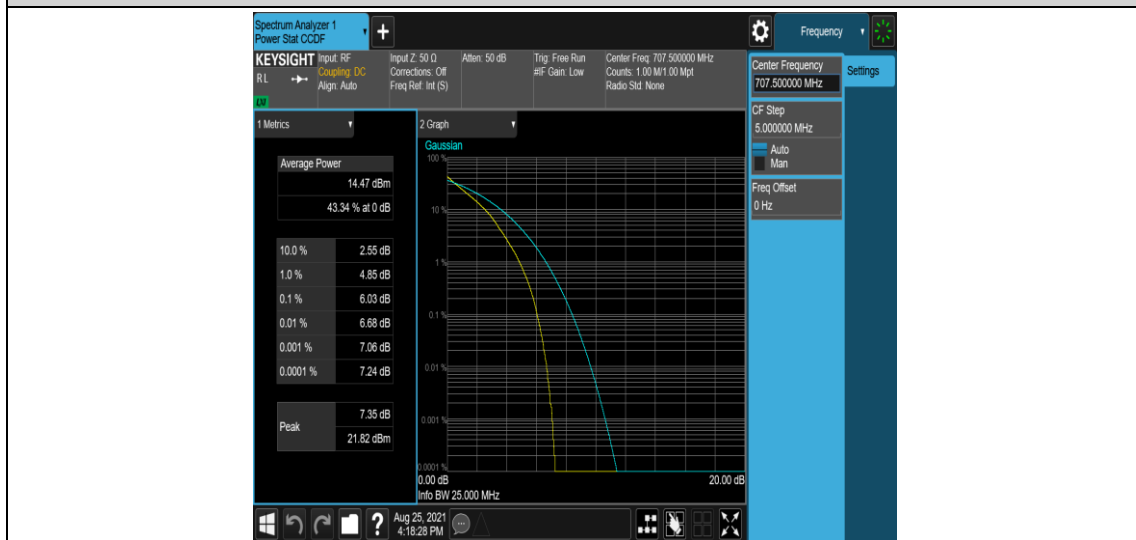 Spectrum Analyzer 1
Power Stat CCDF
+
Frequency
KEYSIGHT
RL
LXI
Input: RF
Coupling: DC
Align: Auto
Input Z: 50 Ω
Corrections: Off
Freq Ref: Int (S)
Atten: 50 dB
Trig: Free Run
#IF Gain: Low
Center Freq: 707.500000 MHz
Counts: 1.00 M/1.00 Mpt
Radio Std: None
Center Frequency
707.500000 MHz
Settings
CF Step
5.000000 MHz
Auto
Man
Freq Offset
0 Hz
1 Metrics
Average Power
14.47 dBm
43.34 % at 0 dB
10.0 % 2.55 dB
1.0 % 4.85 dB
0.1 % 6.03 dB
0.01 % 6.68 dB
0.001 % 7.06 dB
0.0001 % 7.24 dB
Peak 7.35 dB
21.82 dBm
2 Graph
Gaussian
100 %
10 %
1 %
0.1 %
0.01 %
0.001 %
0.0001 %
0.00 dB 20.00 dB
Info BW 25.000 MHz
?
Aug 25, 2021
4:18:28 PM